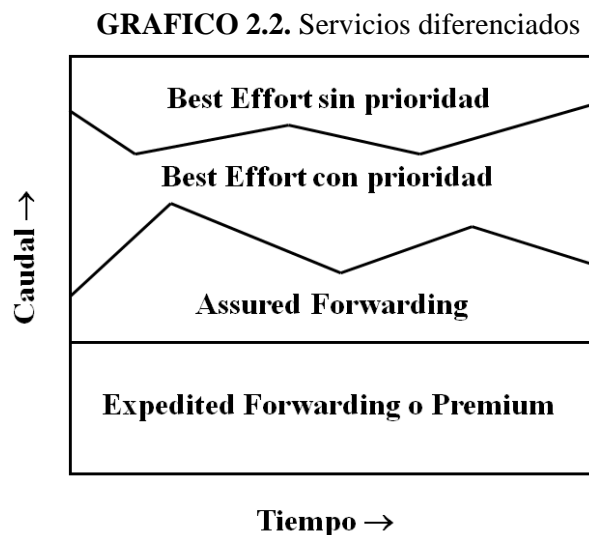 GRAFICO 2.2. Servicios diferenciados
Best Effort sin prioridad
Best Effort con prioridad
Caudal →
Assured Forwarding
Expedited Forwarding o Premium
Tiempo →